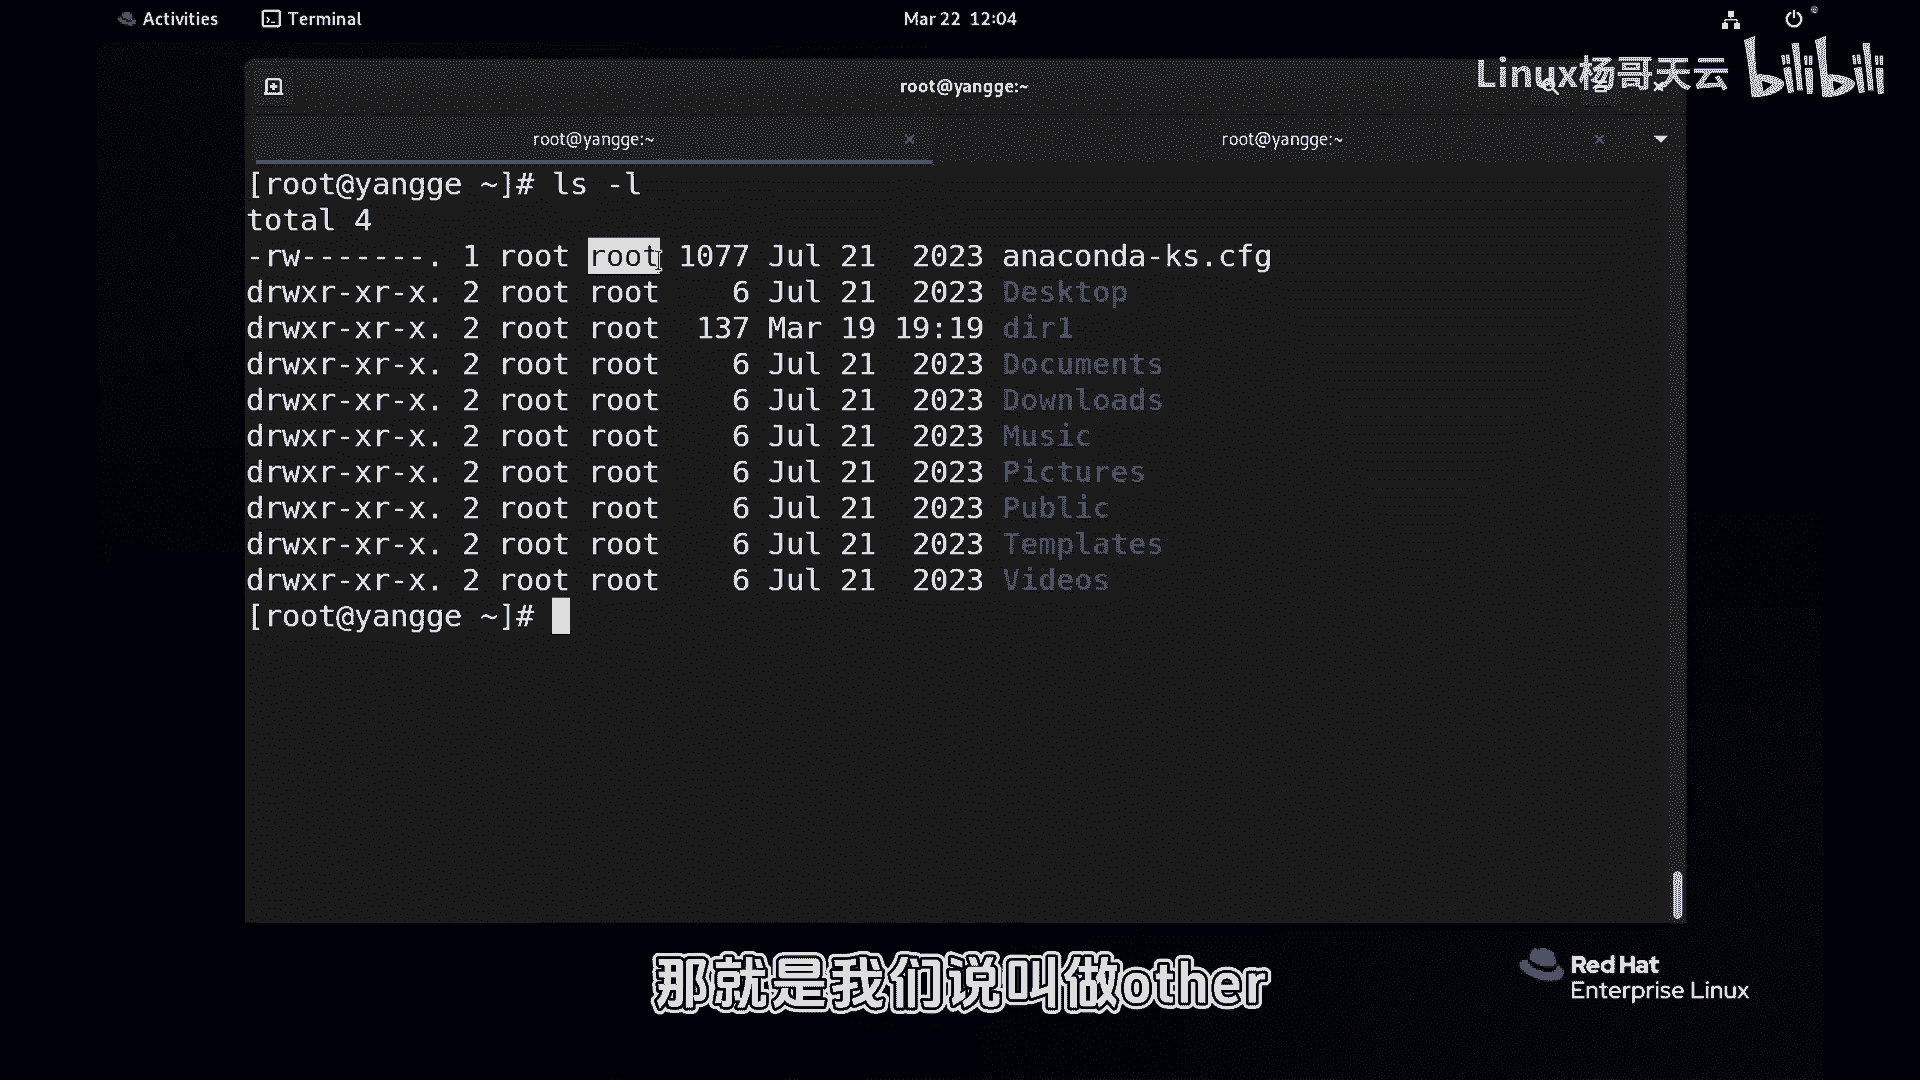 Activities Terminal Mar 22 12:04
Linux杨哥天云 bilibili
root@yangge:~
root@yangge:~ root@yangge:~
[root@yangge ~]# ls -l
total 4
-rw-------. 1 root root 1077 Jul 21  2023 anaconda-ks.cfg
drwxr-xr-x. 2 root root    6 Jul 21  2023 Desktop
drwxr-xr-x. 2 root root  137 Mar 19 19:19 dir1
drwxr-xr-x. 2 root root    6 Jul 21  2023 Documents
drwxr-xr-x. 2 root root    6 Jul 21  2023 Downloads
drwxr-xr-x. 2 root root    6 Jul 21  2023 Music
drwxr-xr-x. 2 root root    6 Jul 21  2023 Pictures
drwxr-xr-x. 2 root root    6 Jul 21  2023 Public
drwxr-xr-x. 2 root root    6 Jul 21  2023 Templates
drwxr-xr-x. 2 root root    6 Jul 21  2023 Videos
[root@yangge ~]#
那就是我们说叫做other
Red Hat
Enterprise Linux